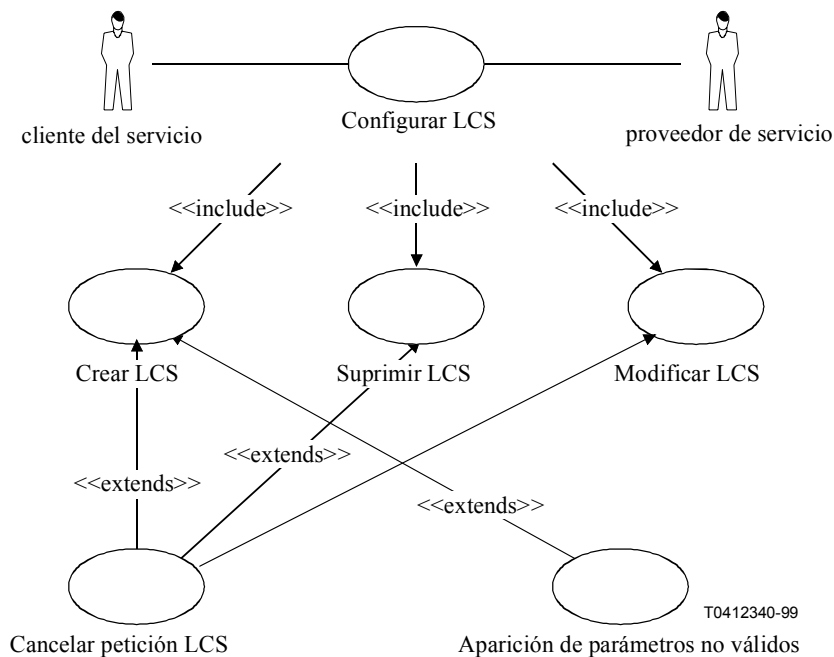 Configurar LCS
cliente del servicio
proveedor de servicio
<<include>>
<<include>>
<<include>>
Crear LCS
Suprimir LCS
Modificar LCS
<<extends>>
<<extends>>
<<extends>>
T0412340-99
Cancelar petición LCS
Aparición de parámetros no válidos